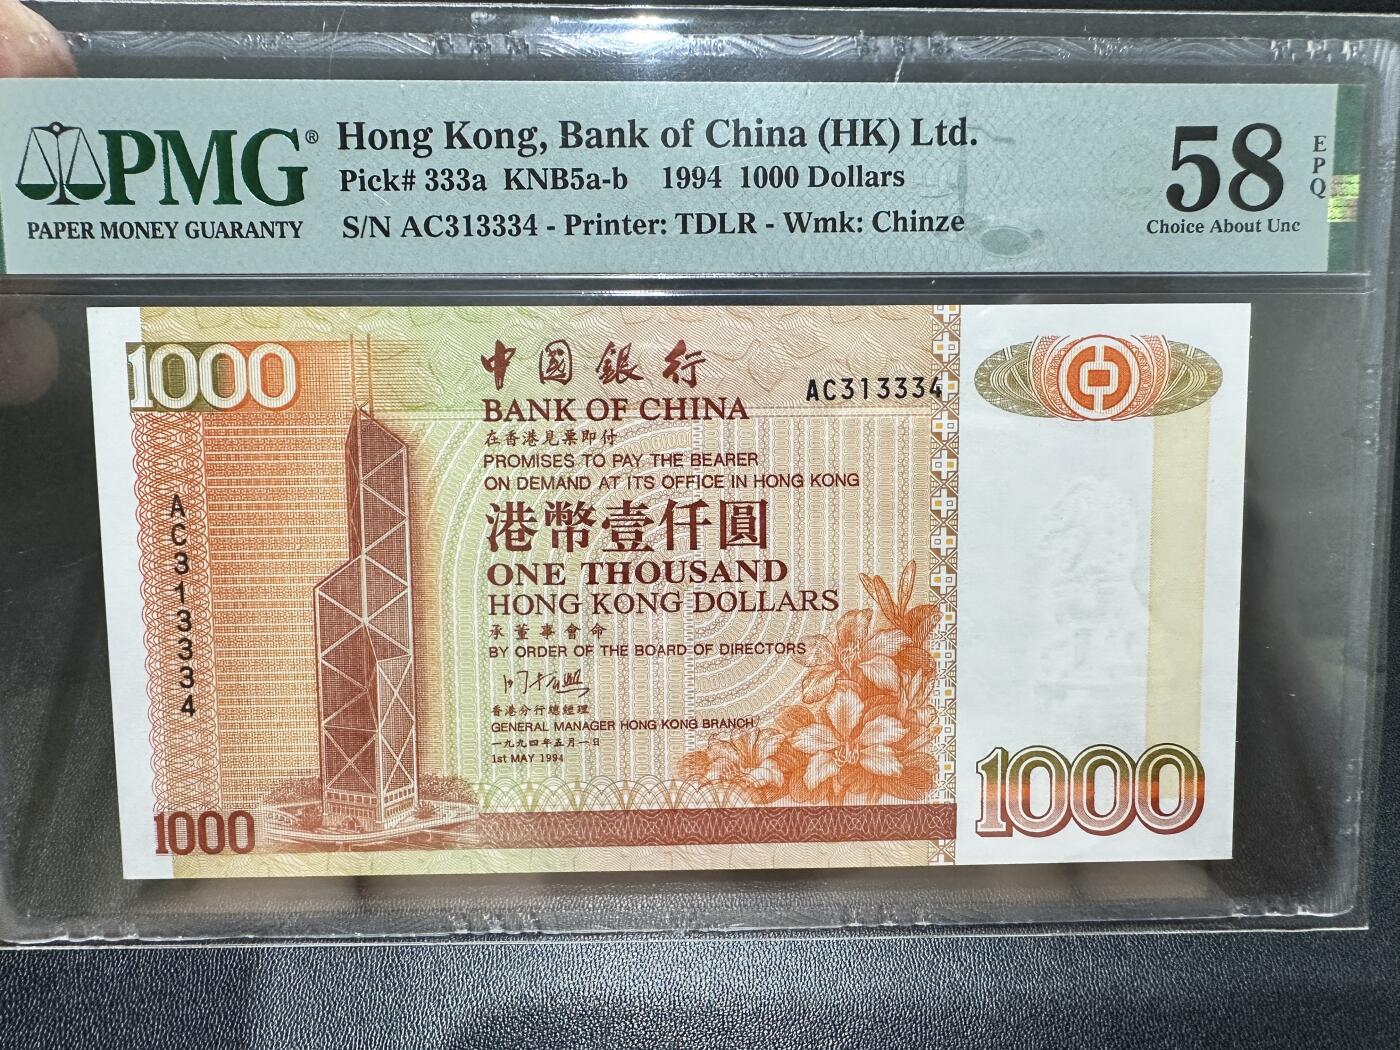 PMG®
PAPER MONEY GUARANTY
Hong Kong, Bank of China (HK) Ltd.
Pick# 333a KNB5a-b 1994 1000 Dollars
S/N AC313334 - Printer: TDLR - Wmk: Chinze
58
EPQ
Choice About Unc
1000
中國銀行
AC313334
BANK OF CHINA
在香港見票即付
PROMISES TO PAY THE BEARER
ON DEMAND AT ITS OFFICE IN HONG KONG
港幣壹仟圓
ONE THOUSAND
HONG KONG DOLLARS
承董事會命
BY ORDER OF THE BOARD OF DIRECTORS
香港分行總經理
GENERAL MANAGER HONG KONG BRANCH
一九九四年五月一日
1st MAY 1994
AC313334
1000
1000